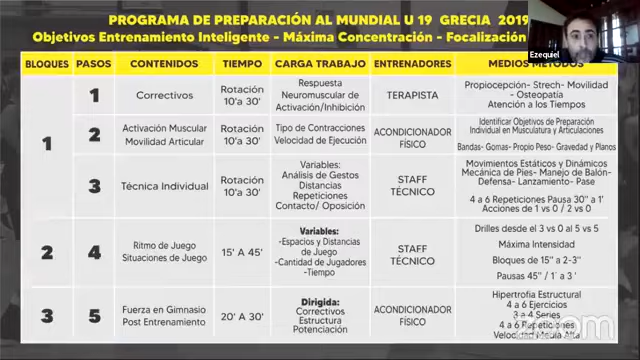 PROGRAMA DE PREPARACIÓN AL MUNDIAL U 19 GRECIA 2019
Objetivos Entrenamiento Inteligente - Máxima Concentración - Focalización
Ezequiel
BLOQUES PASOS CONTENIDOS TIEMPO CARGA TRABAJO ENTRENADORES MEDIOS MÉTODOS
1
1
Correctivos
Rotación
10'a 30'
Respuesta
Neuromuscular de
Activación/Inhibición
TERAPISTA
Propiocepción- Strech- Movilidad
- Osteopatía
Atención a los Tiempos
2
Activación Muscular
Movilidad Articular
Rotación
10'a 30'
Tipo de Contracciones
Velocidad de Ejecución
ACONDICIONADOR
FÍSICO
Identificar Objetivos de Preparación
Individual en Musculatura y Articulaciones
Bandas- Gomas- Propio Peso- Gravedad y Planos
3
Técnica Individual
Rotación
10'a 30'
Variables:
Análisis de Gestos
Distancias
Repeticiones
Contacto/ Oposición
STAFF
TÉCNICO
Movimientos Estáticos y Dinámicos
Mecánica de Pies- Manejo de Balón-
Defensa- Lanzamiento- Pase
4 a 6 Repeticiones Pausa 30" a 1'
Acciones de 1 vs 0 / 2 vs 0
2
4
Ritmo de Juego
Situaciones de Juego
15' A 45'
Variables:
-Espacios y Distancias
de Juego
-Cantidad de Jugadores
-Tiempo
STAFF
TÉCNICO
Drilles desde el 3 vs 0 al 5 vs 5
Máxima Intensidad
Bloques de 15" a 2-3"
Pausas 45" / 1' a 3 '
3
5
Fuerza en Gimnasio
Post Entrenamiento
20' A 30'
Dirigida:
Correctivos
Estructura
Potenciación
ACONDICIONADOR
FÍSICO
Hipertrofia Estructural
4 a 6 Ejercicios
3 a 4 Series
4 a 6 Repeticiones
Velocidad Media Alta
zoom